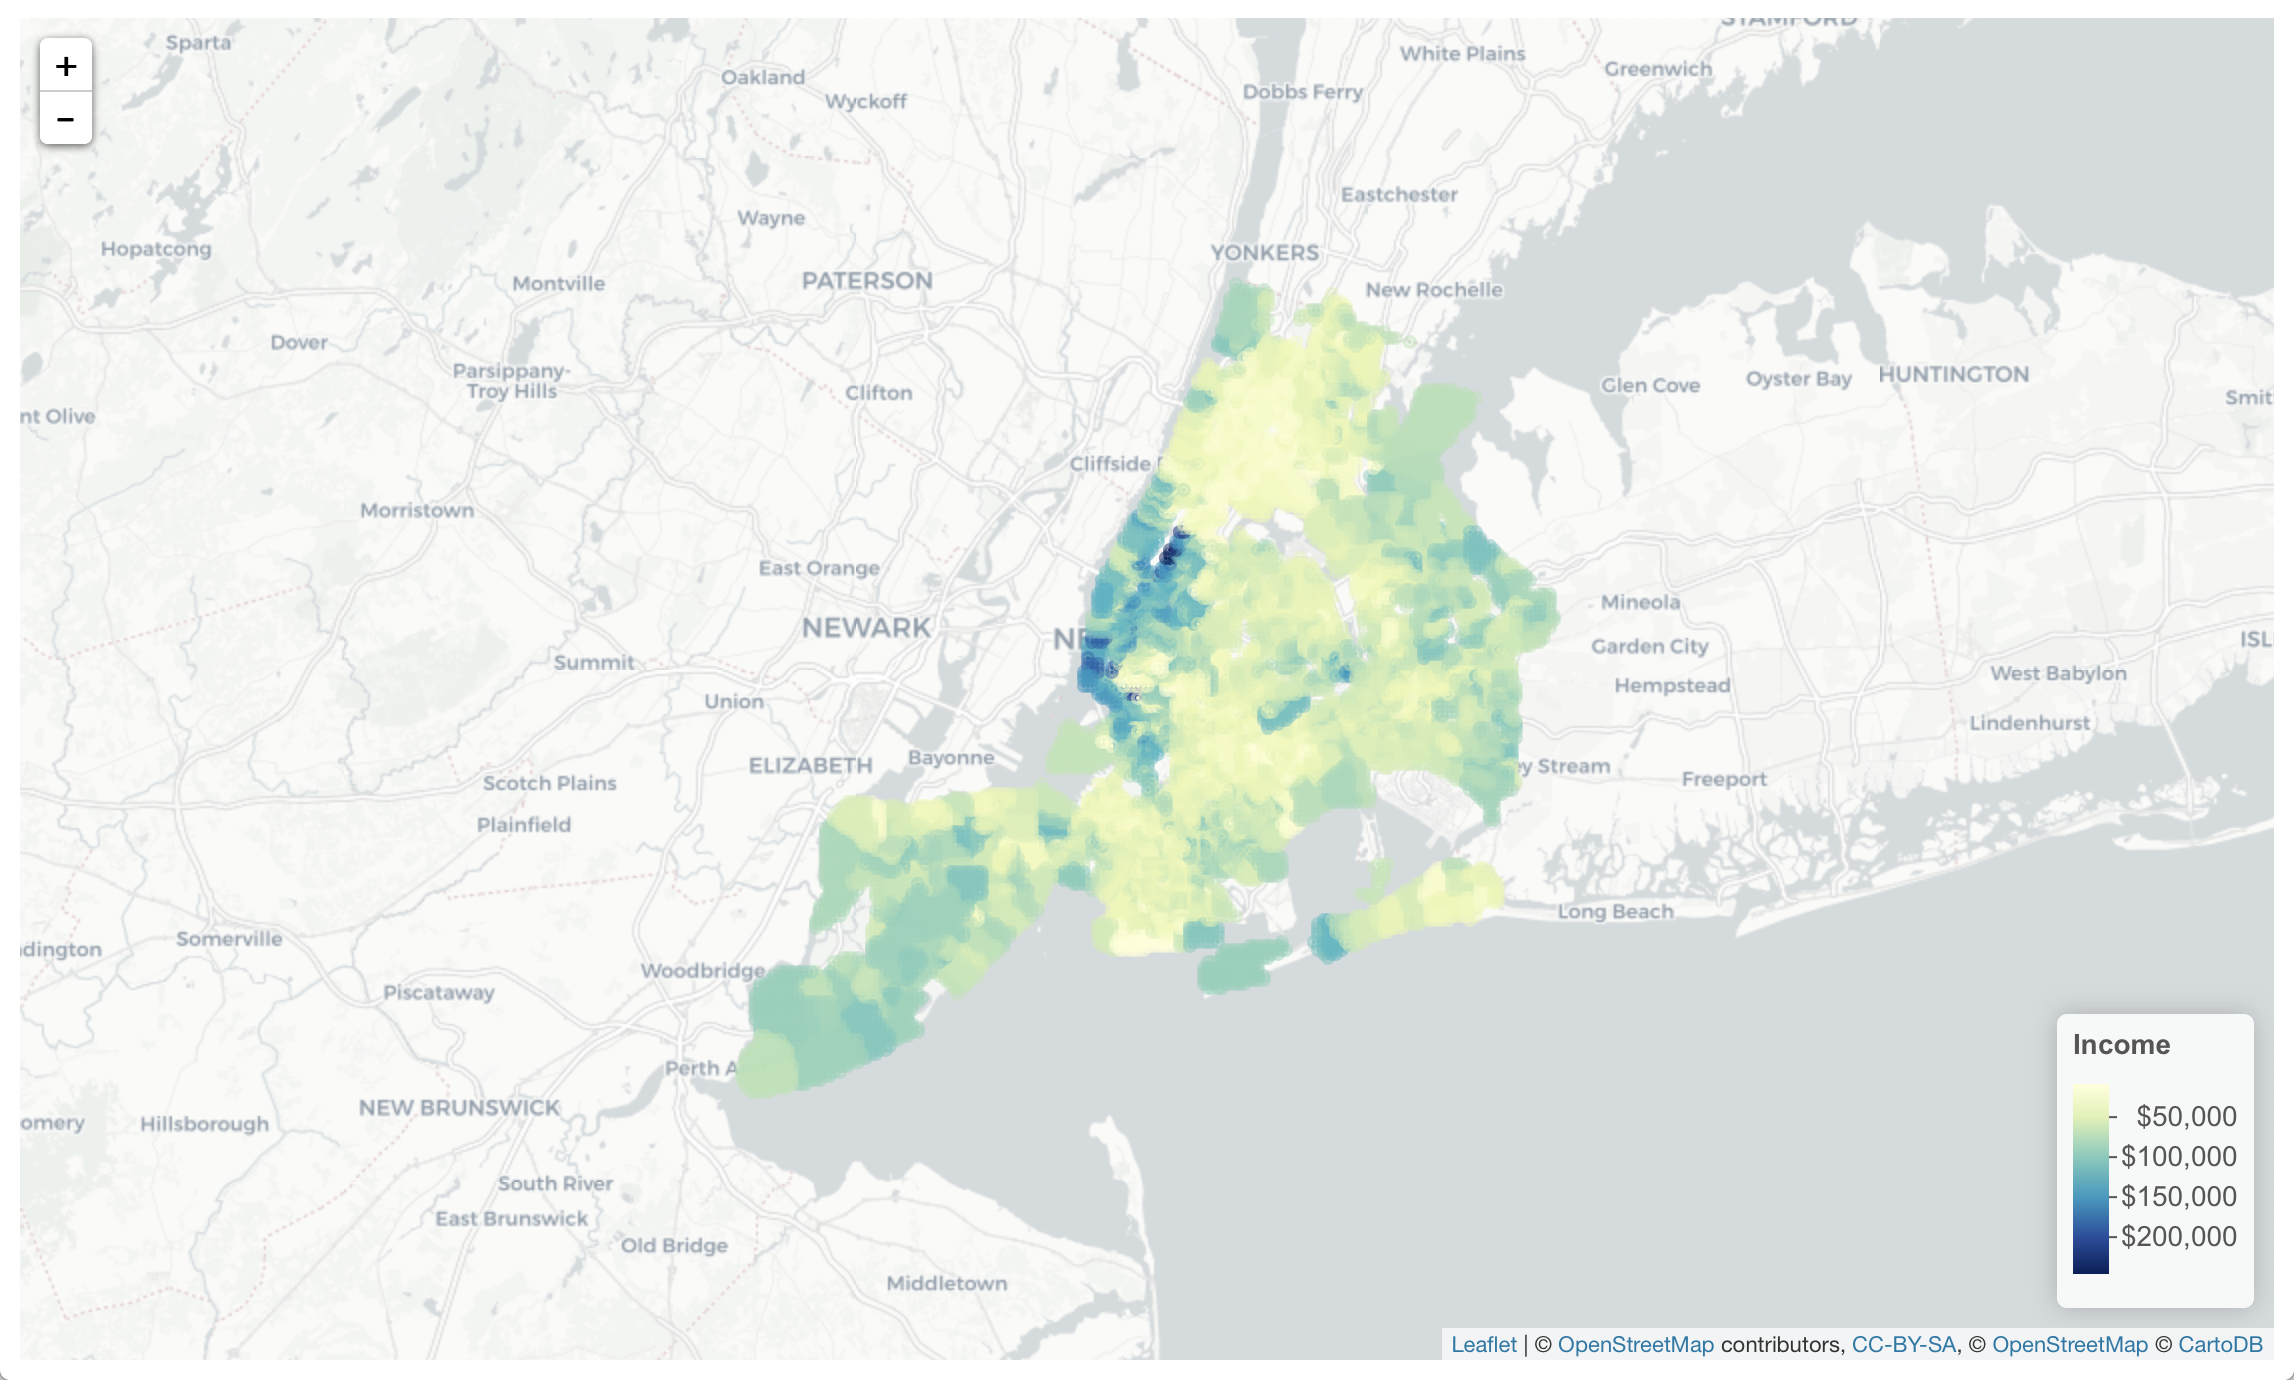 STAMFORD
Sparta
+
−
White Plains
Greenwich
Oakland
Wyckoff
Dobbs Ferry
Eastchester
Wayne
Hopatcong
YONKERS
Montville
PATERSON
New Rochelle
Dover
Parsippany-
Troy Hills
Clifton
Glen Cove
Oyster Bay
HUNTINGTON
Smit
nt Olive
Cliffside
Morristown
East Orange
Mineola
NEWARK
NE
ISL
Garden City
Summit
West Babylon
Hempstead
Union
Lindenhurst
Bayonne
ELIZABETH
ey Stream
Freeport
Scotch Plains
Plainfield
Long Beach
Somerville
dington
Woodbridge
Piscataway
Perth A
NEW BRUNSWICK
omery
Hillsborough
South River
East Brunswick
Old Bridge
Middletown
Income
$50,000
$100,000
$150,000
$200,000
Leaflet | © OpenStreetMap contributors, CC-BY-SA, © OpenStreetMap © CartoDB